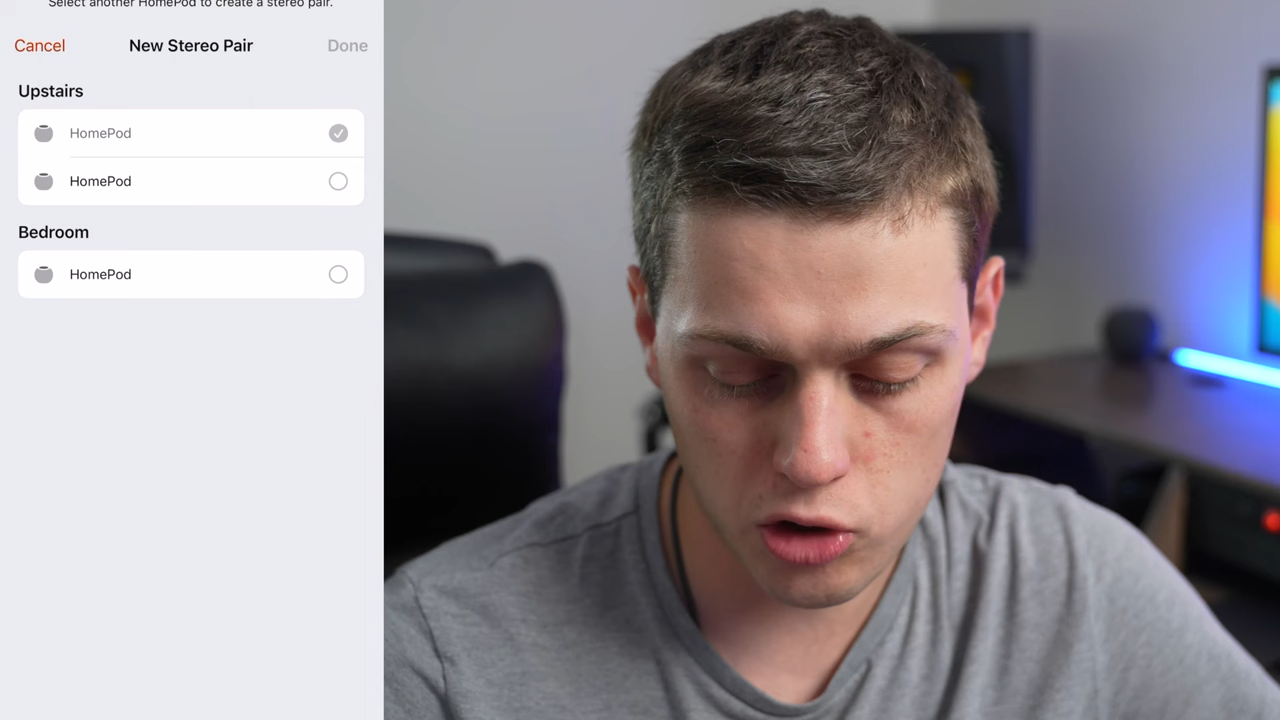 Select another HomePod to create a stereo pair.
Cancel New Stereo Pair Done
Upstairs
HomePod
HomePod
Bedroom
HomePod